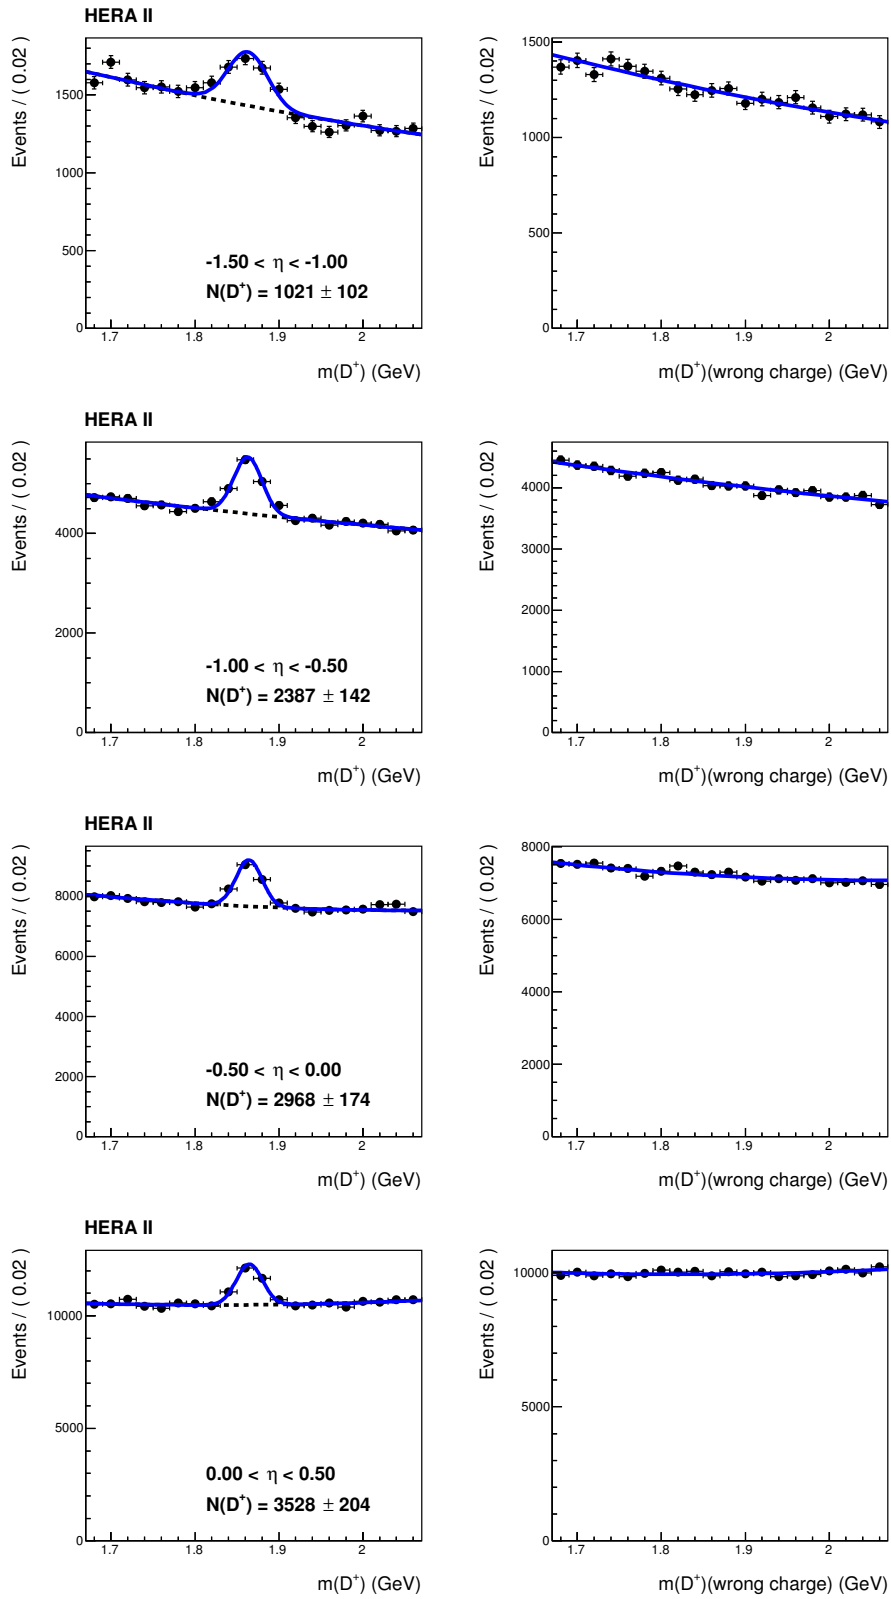 HERA II
Events / ( 0.02 )
1500
1000
500
0
1.7
1.8
1.9
2
-1.50 < η < -1.00
N(D⁺) = 1021 ± 102
m(D⁺) (GeV)
Events / ( 0.02 )
1500
1000
500
0
1.7
1.8
1.9
2
m(D⁺)(wrong charge) (GeV)
HERA II
Events / ( 0.02 )
4000
2000
0
1.7
1.8
1.9
2
-1.00 < η < -0.50
N(D⁺) = 2387 ± 142
m(D⁺) (GeV)
Events / ( 0.02 )
4000
3000
2000
1000
0
1.7
1.8
1.9
2
m(D⁺)(wrong charge) (GeV)
HERA II
Events / ( 0.02 )
8000
6000
4000
2000
0
1.7
1.8
1.9
2
-0.50 < η < 0.00
N(D⁺) = 2968 ± 174
m(D⁺) (GeV)
Events / ( 0.02 )
8000
6000
4000
2000
0
1.7
1.8
1.9
2
m(D⁺)(wrong charge) (GeV)
HERA II
Events / ( 0.02 )
10000
5000
0
1.7
1.8
1.9
2
0.00 < η < 0.50
N(D⁺) = 3528 ± 204
m(D⁺) (GeV)
Events / ( 0.02 )
10000
5000
0
1.7
1.8
1.9
2
m(D⁺)(wrong charge) (GeV)